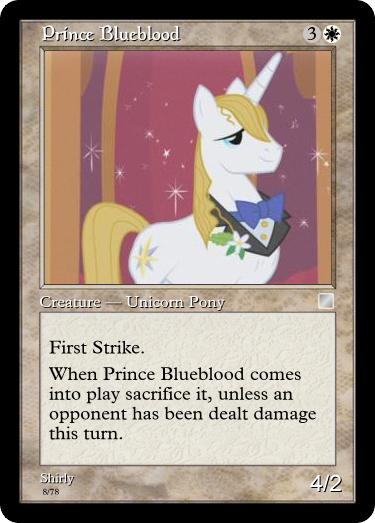 Prince Blueblood 3
Creature — Unicorn Pony
First Strike.
When Prince Blueblood comes
into play sacrifice it, unless an
opponent has been dealt damage
this turn.
Shirly
8/78
4/2